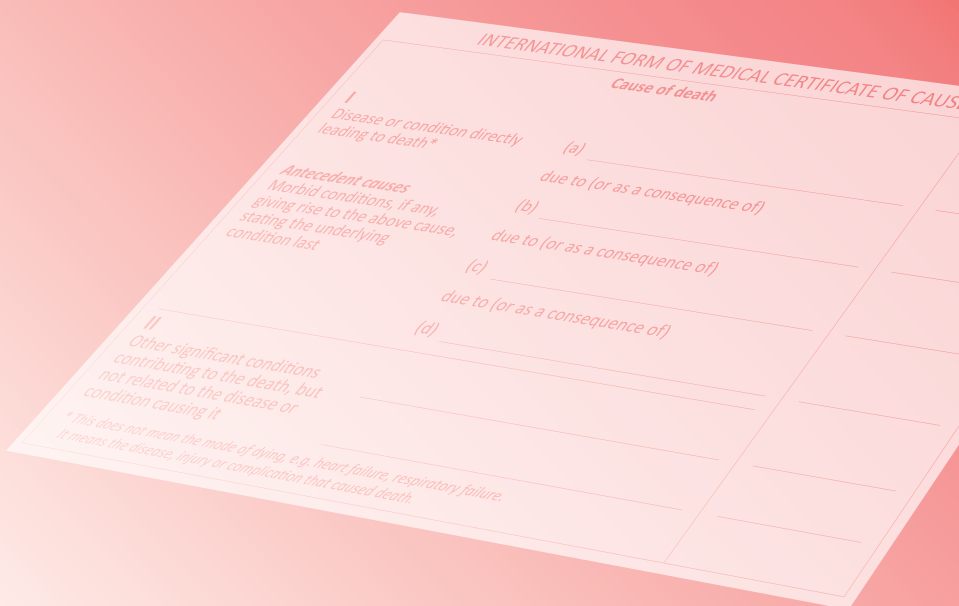 INTERNATIONAL FORM OF MEDICAL CERTIFICATE OF CAUS
Cause of death
I
Disease or condition directly
leading to death*
(a)
due to (or as a consequence of)
Antecedent causes
Morbid conditions, if any,
giving rise to the above cause,
stating the underlying
condition last
(b)
due to (or as a consequence of)
(c)
due to (or as a consequence of)
(d)
II
Other significant conditions
contributing to the death, but
not related to the disease or
condition causing it
* This does not mean the mode of dying, e.g. heart failure, respiratory failure.
It means the disease, injury or complication that caused death.